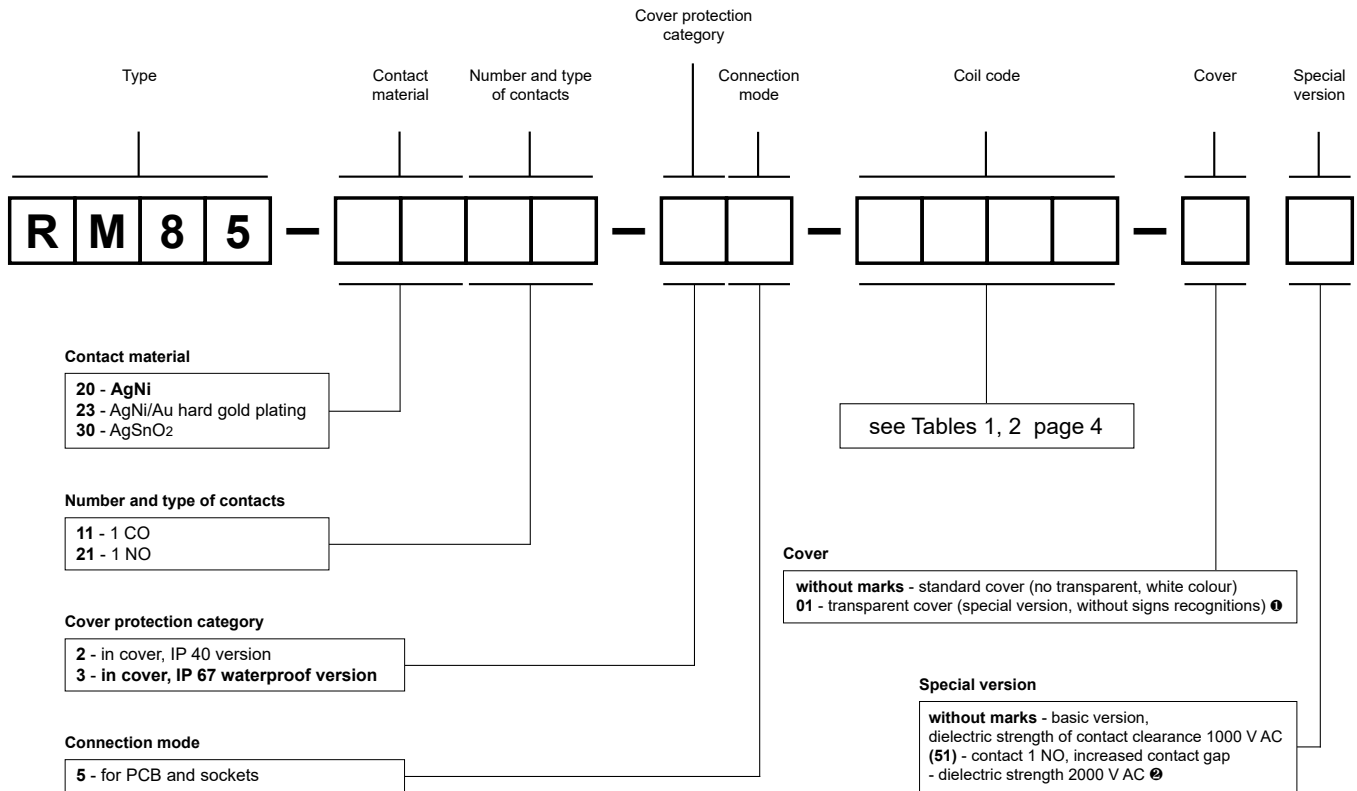 Cover protection
category
Type
Contact
material
Number and type
of contacts
Connection
mode
Coil code
Cover
Special
version
R M 8 5 – – – –
Contact material
20 - AgNi
23 - AgNi/Au hard gold plating
30 - AgSnO2
see Tables 1, 2 page 4
Number and type of contacts
11 - 1 CO
21 - 1 NO
Cover
without marks - standard cover (no transparent, white colour)
01 - transparent cover (special version, without signs recognitions) ❶
Cover protection category
2 - in cover, IP 40 version
3 - in cover, IP 67 waterproof version
Special version
without marks - basic version,
dielectric strength of contact clearance 1000 V AC
(51) - contact 1 NO, increased contact gap
- dielectric strength 2000 V AC ❷
Connection mode
5 - for PCB and sockets